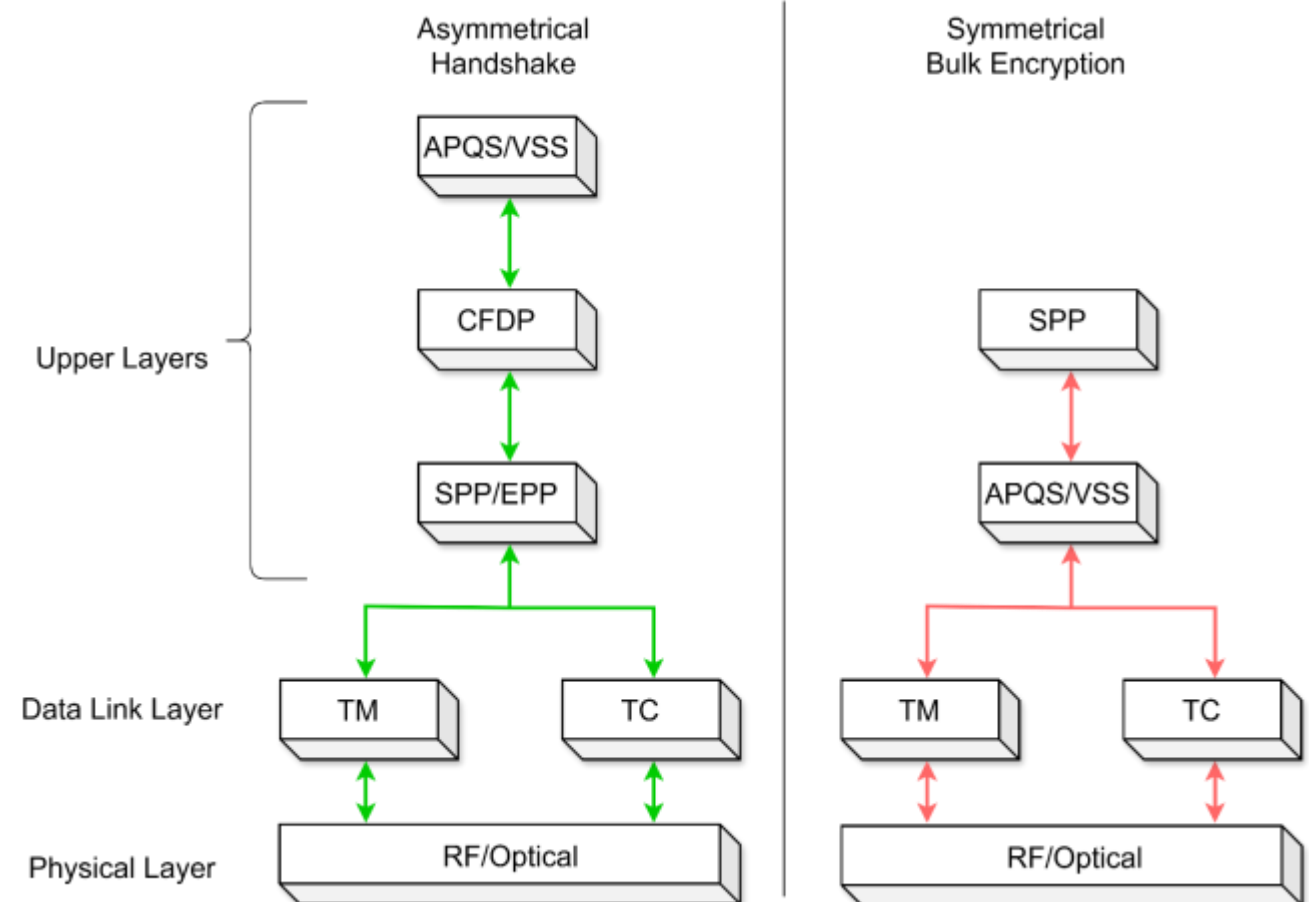 Asymmetrical
Handshake
Symmetrical
Bulk Encryption
APQS/VSS
CFDP
SPP
Upper Layers
SPP/EPP
APQS/VSS
Data Link Layer
TM
TC
TM
TC
Physical Layer
RF/Optical
RF/Optical